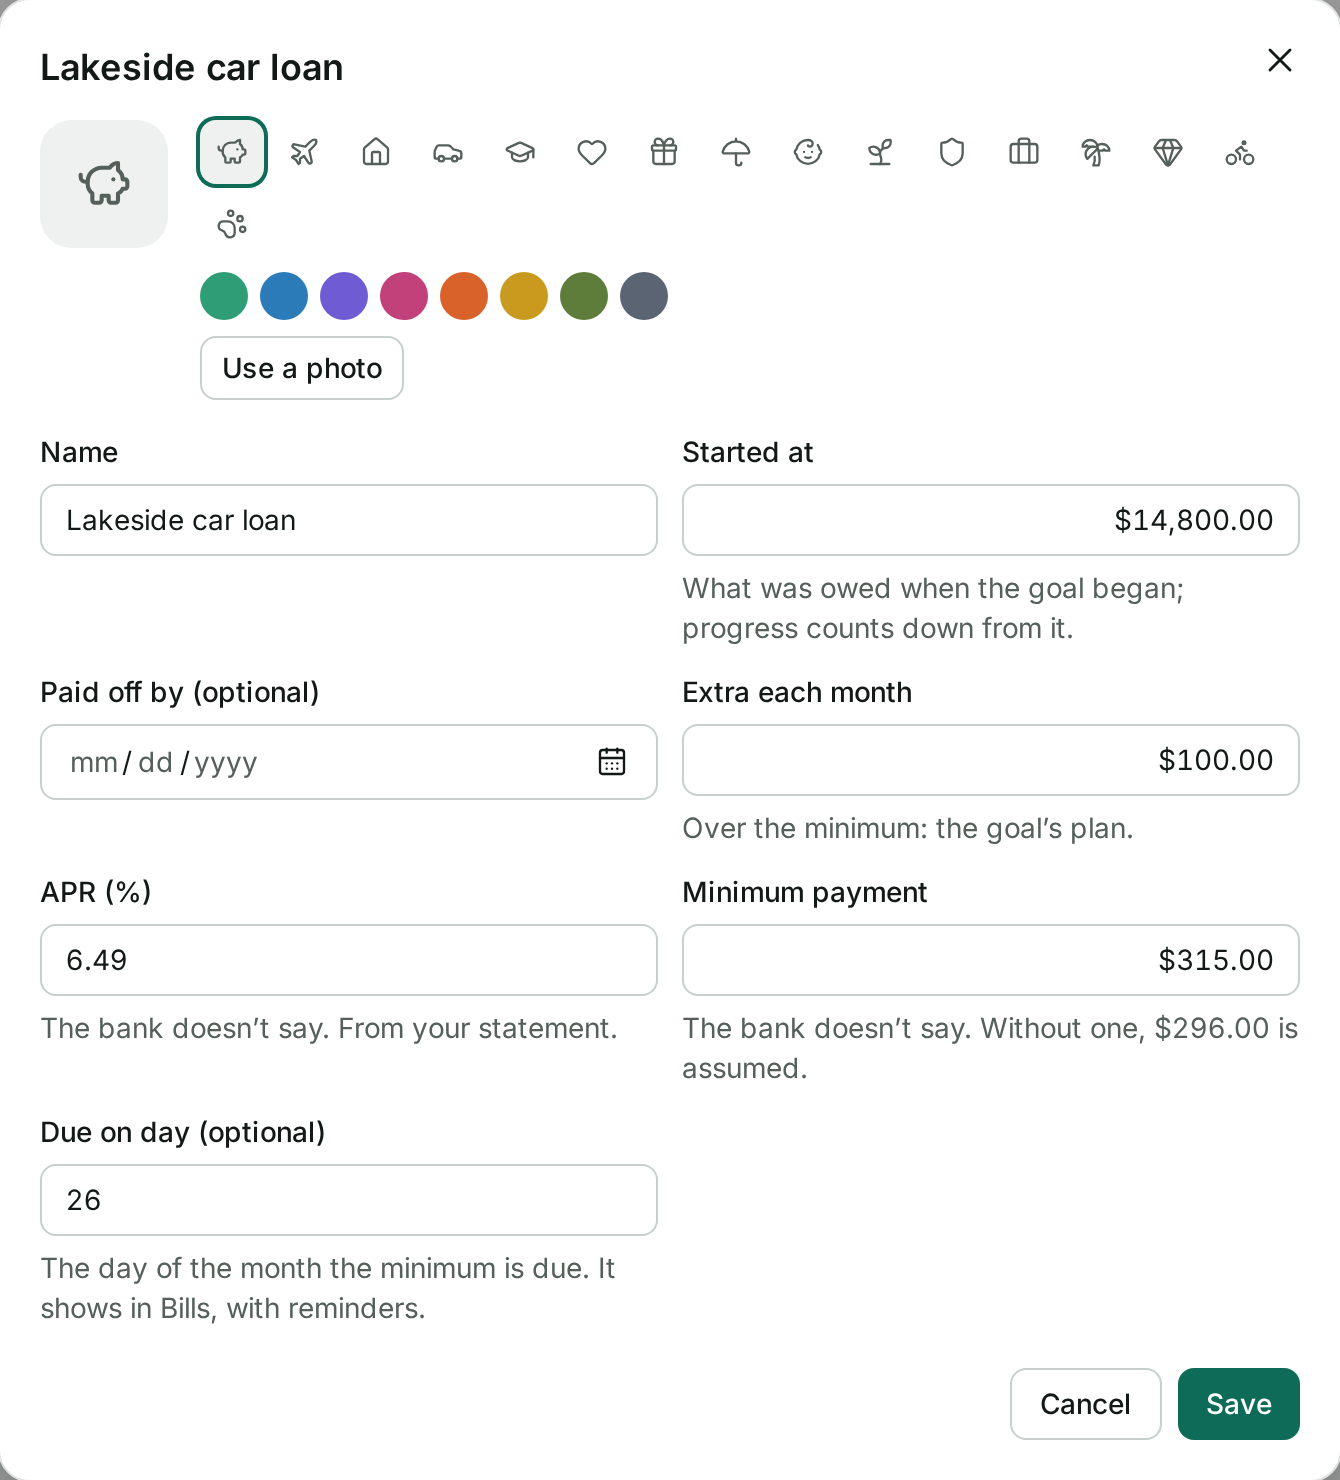 Lakeside car loan
Use a photo
Name
Started at
Lakeside car loan
$14,800.00
What was owed when the goal began;
progress counts down from it.
Paid off by (optional)
Extra each month
mm/dd/yyyy
$100.00
Over the minimum: the goal’s plan.
APR (%)
Minimum payment
6.49
$315.00
The bank doesn’t say. From your statement.
The bank doesn’t say. Without one, $296.00 is
assumed.
Due on day (optional)
26
The day of the month the minimum is due. It
shows in Bills, with reminders.
Cancel
Save